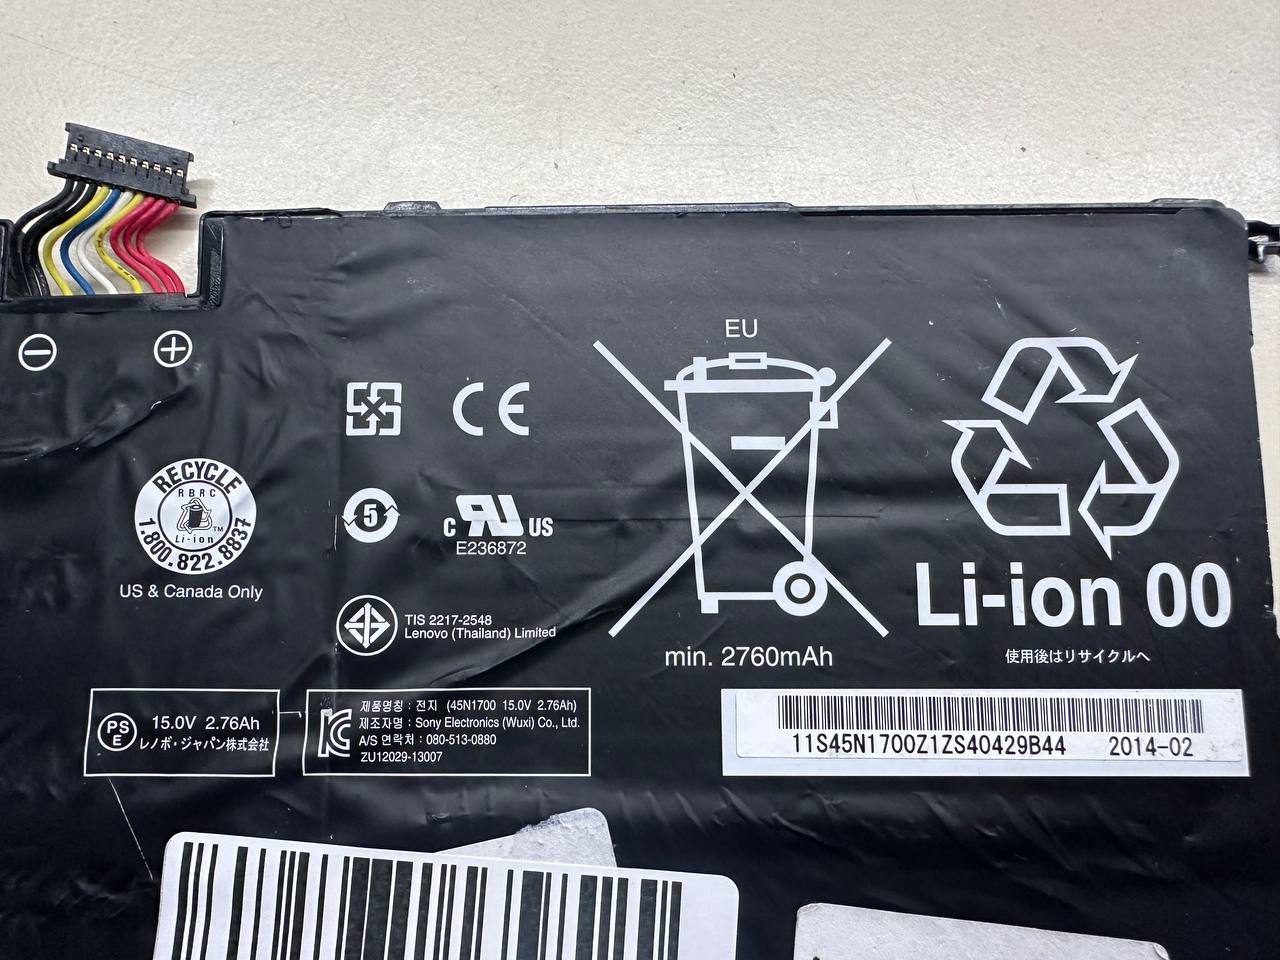 EU
RECYCLE
RBRC
Li-ion
TM
1.800.822.8837
US & Canada Only
CE
5
C RU US
E236872
TIS 2217-2548
Lenovo (Thailand) Limited
min. 2760mAh
Li-ion 00
使用後はリサイクルへ
PS
E
15.0V 2.76Ah
レノボ・ジャパン株式会社
제품명칭 : 전지 (45N1700 15.0V 2.76Ah)
제조자명 : Sony Electronics (Wuxi) Co., Ltd.
A/S 연락처 : 080-513-0880
ZU12029-13007
11S45N1700Z1ZS40429B44 2014-02